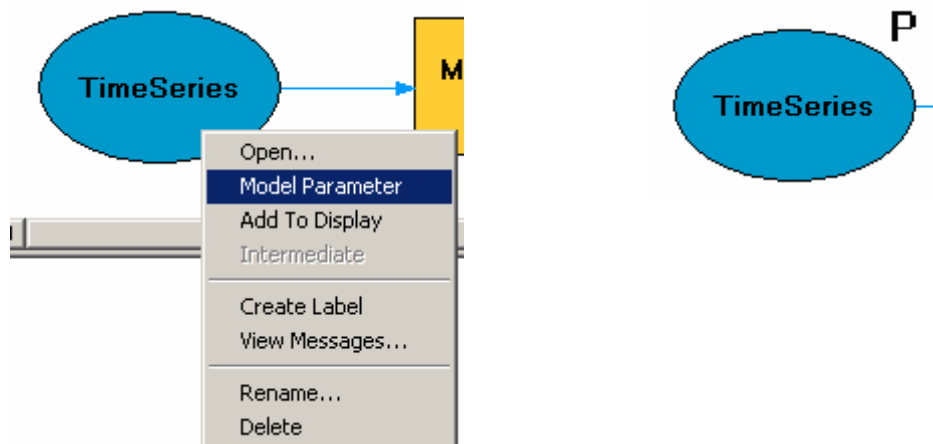 TimeSeries
M
Open...
Model Parameter
Add To Display
Intermediate
Create Label
View Messages...
Rename...
Delete
P
TimeSeries